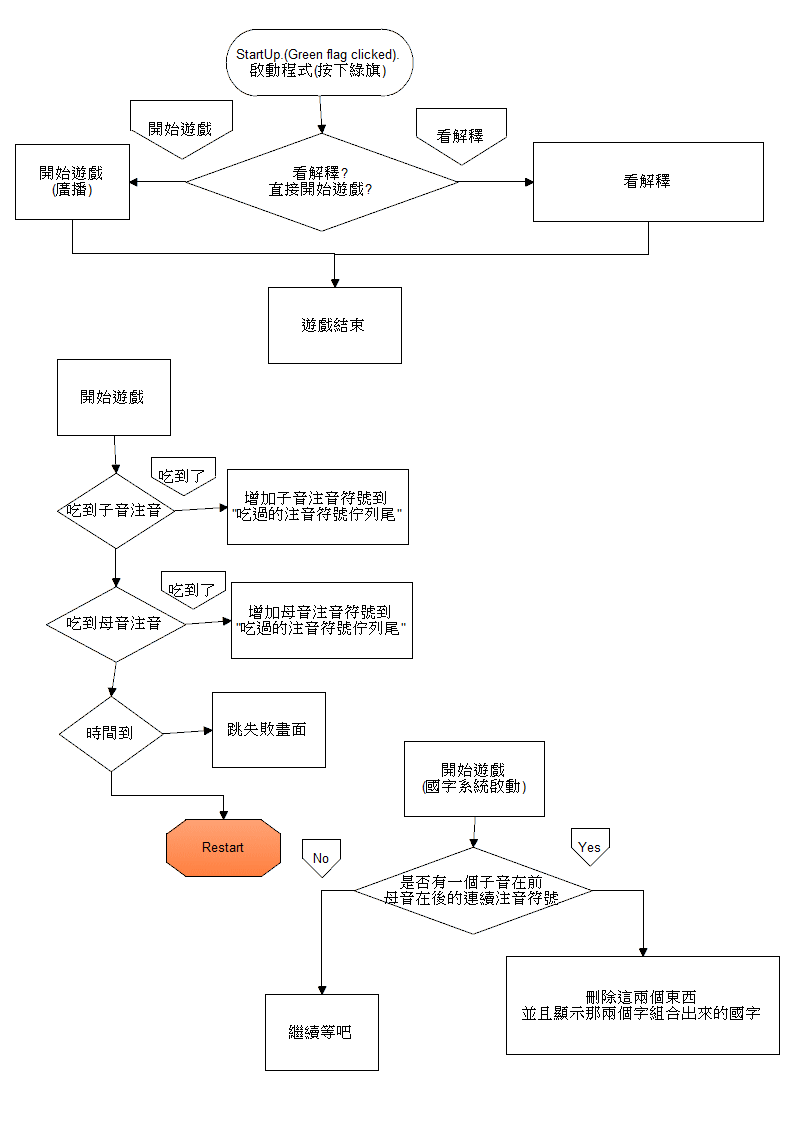 StartUp.(Green flag clicked).
啟動程式(按下綠旗)
開始遊戲
看解釋
開始遊戲
(廣播)
看解釋?
直接開始遊戲?
看解釋
遊戲結束
開始遊戲
吃到了
吃到子音注音
增加子音注音符號到
"吃過的注音符號佇列尾"
吃到了
吃到母音注音
增加母音注音符號到
"吃過的注音符號佇列尾"
時間到
跳失敗畫面
Restart
開始遊戲
(國字系統啟動)
No
Yes
是否有一個子音在前
母音在後的連續注音符號
繼續等吧
刪除這兩個東西
並且顯示那兩個字組合出來的國字